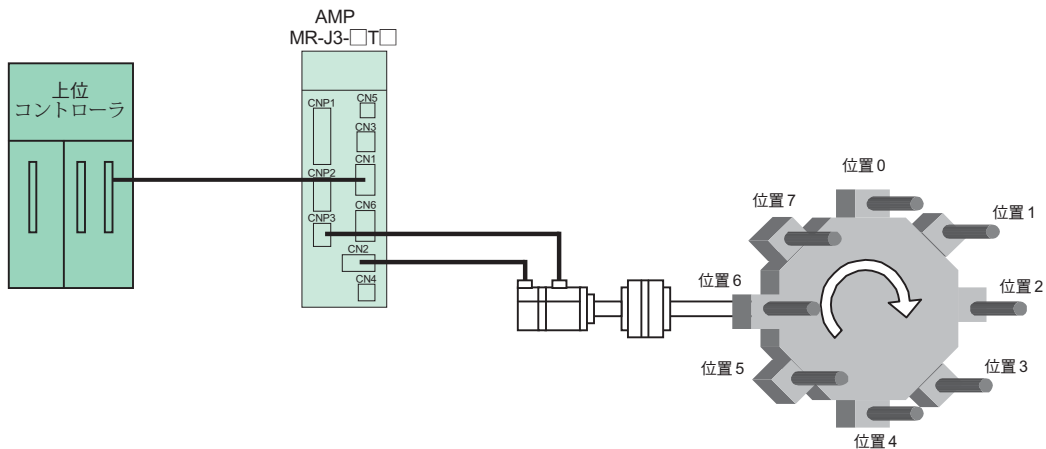 AMP
MR-J3-□T□
上位
コントローラ
CNP1
CN5
CN3
CN1
CNP2
CN6
CNP3
CN2
CN4
位置0
位置7
位置1
位置6
位置2
位置5
位置3
位置4